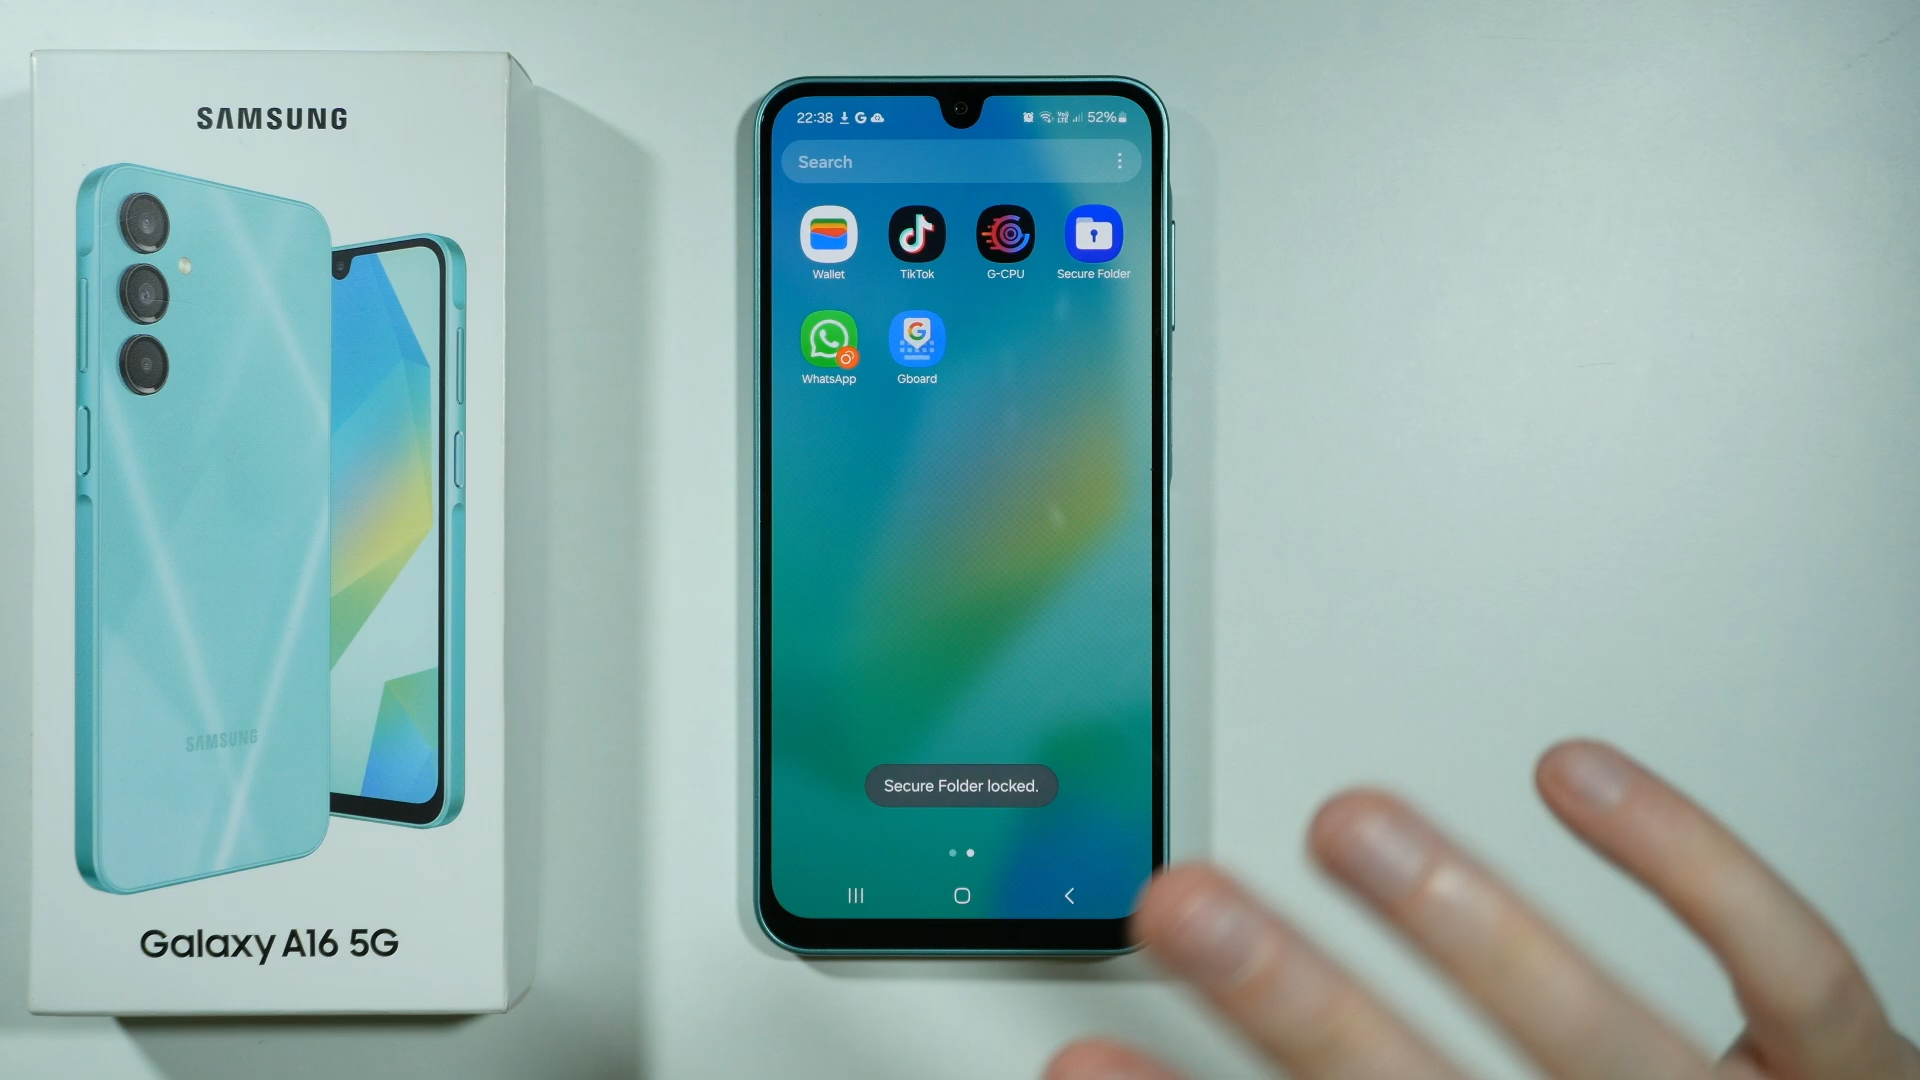 SAMSUNG
SAMSUNG
Galaxy A16 5G
22:38 G 52%
Search
Wallet TikTok G-CPU Secure Folder
WhatsApp Gboard
Secure Folder locked.